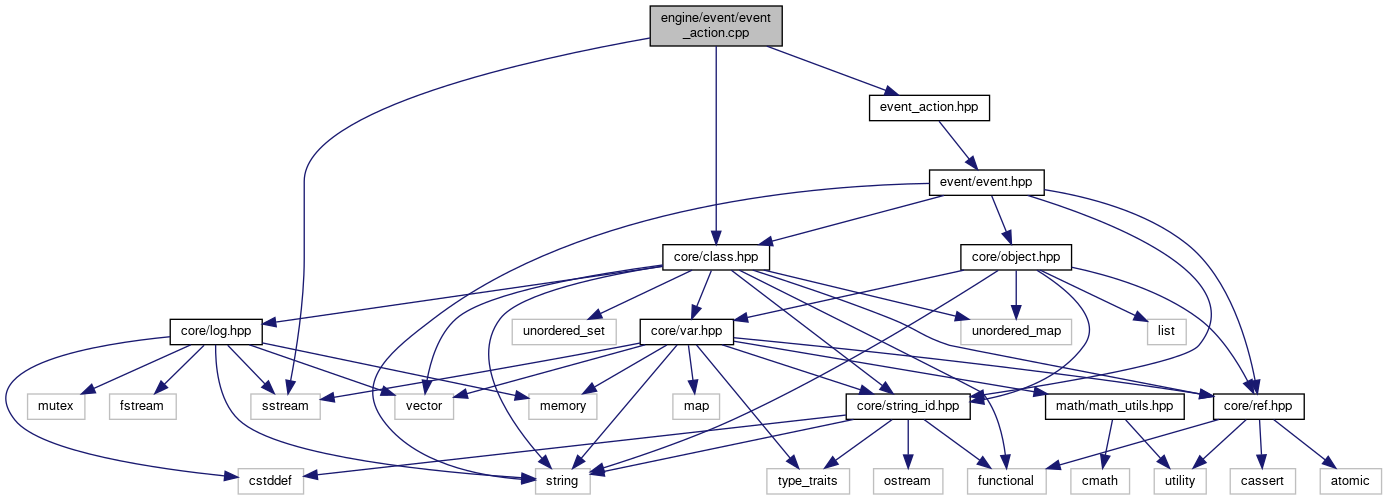 engine/event/event
_action.cpp
event_action.hpp
event/event.hpp
core/class.hpp
core/object.hpp
core/log.hpp
unordered_set
core/var.hpp
unordered_map
list
mutex
fstream
sstream
vector
memory
map
core/string_id.hpp
math/math_utils.hpp
core/ref.hpp
cstddef
string
type_traits
ostream
functional
cmath
utility
cassert
atomic